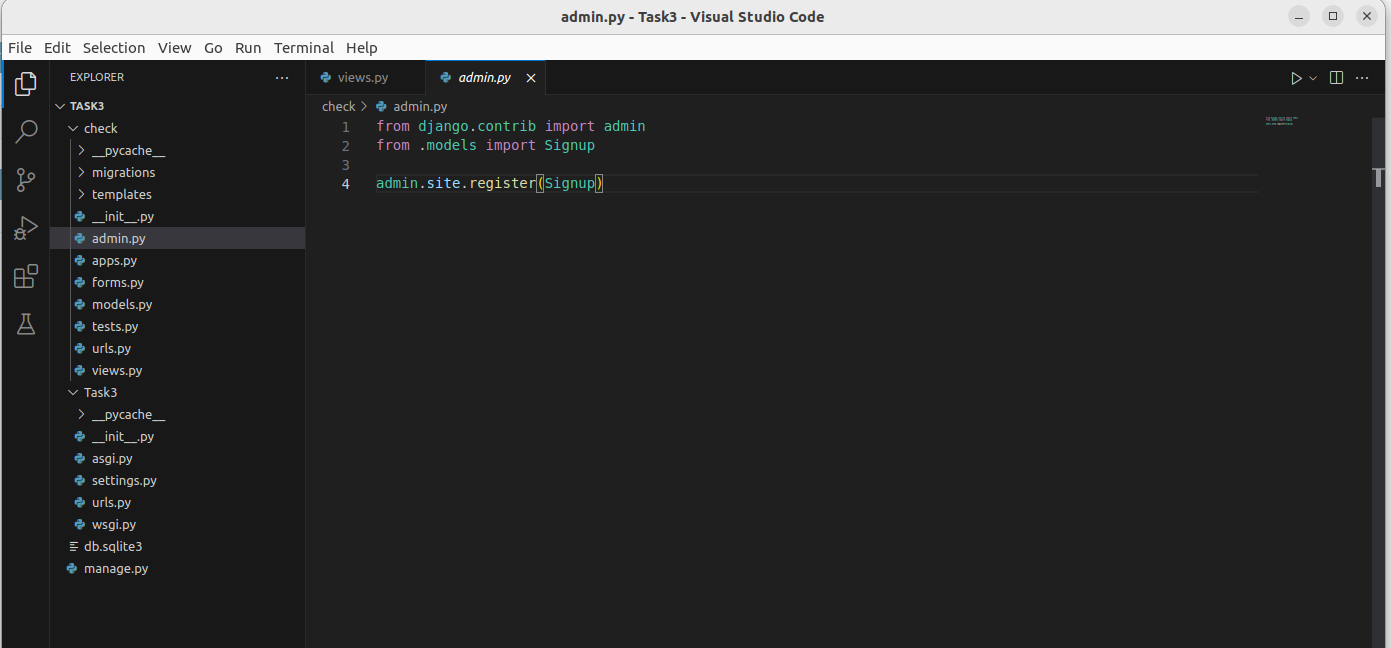 admin.py - Task3 - Visual Studio Code
File Edit Selection View Go Run Terminal Help
EXPLORER
TASK3
check
__pycache__
migrations
templates
__init__.py
admin.py
apps.py
forms.py
models.py
tests.py
urls.py
views.py
Task3
__pycache__
__init__.py
asgi.py
settings.py
urls.py
wsgi.py
db.sqlite3
manage.py
views.py admin.py
check > admin.py
1 from django.contrib import admin
2 from .models import Signup
3
4 admin.site.register(Signup)